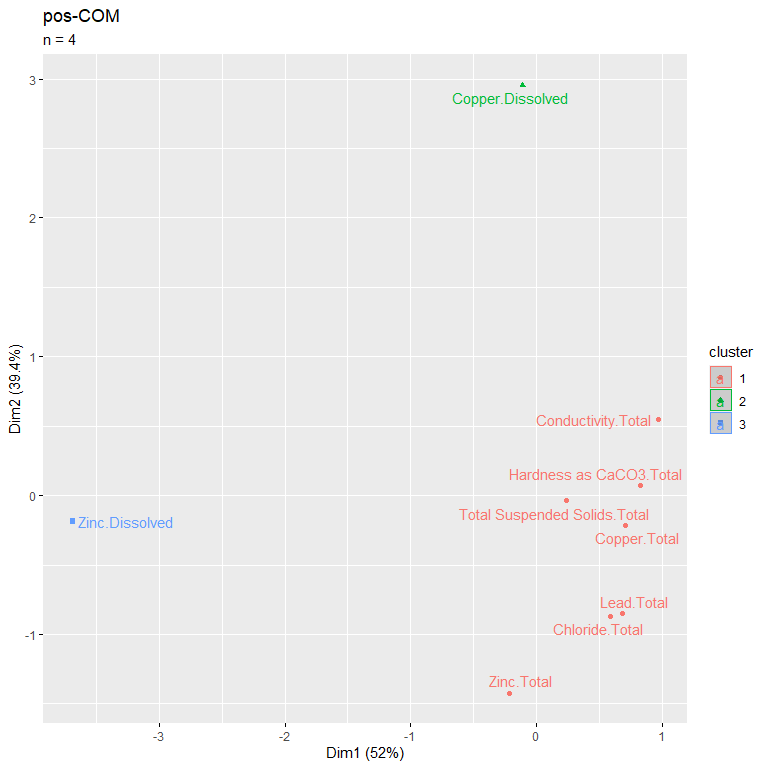 pos-COM
n = 4
3
Copper.Dissolved
2
1
Conductivity.Total
Hardness as CaCO3.Total
0
Total Suspended Solids.Total
Zinc.Dissolved
Copper.Total
Lead.Total
Chloride.Total
-1
Zinc.Total
Dim2 (39.4%)
-3
-2
-1
0
1
Dim1 (52%)
cluster
a 1
a 2
a 3